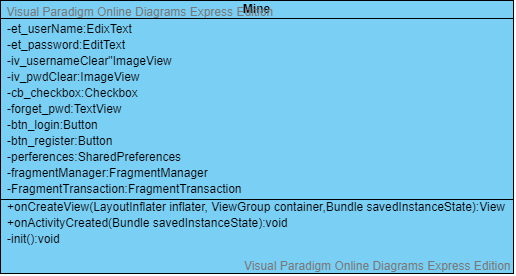 Visual Paradigm Online Diagrams Express Edition
Mine
-et_userName:EdixText
-et_password:EditText
-iv_usernameClear"ImageView
-iv_pwdClear:ImageView
-cb_checkbox:Checkbox
-forget_pwd:TextView
-btn_login:Button
-btn_register:Button
-perferences:SharedPreferences
-fragmentManager:FragmentManager
-FragmentTransaction:FragmentTransaction
+onCreateView(LayoutInflater inflater, ViewGroup container,Bundle savedInstanceState):View
+onActivityCreated(Bundle savedInstanceState):void
-init():void
Visual Paradigm Online Diagrams Express Edition